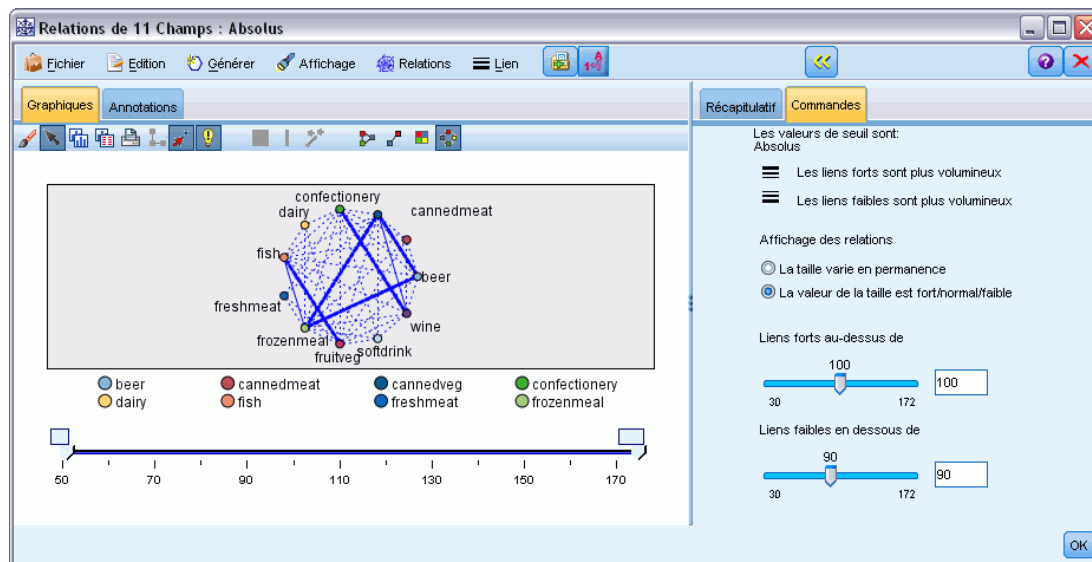 Relations de 11 Champs : Absolus
Fichier Edition Générer Affichage Relations Lien
Graphiques Annotations
Récapitulatif Commandes
confectionery
cannedmeat
dairy
fish
beer
freshmeat
wine
frozenmeal
softdrink
fruitveg
beer cannedmeat cannedveg confectionery
dairy fish freshmeat frozenmeal
50 70 90 110 130 150 170
Les valeurs de seuil sont:
Absolus
Les liens forts sont plus volumineux
Les liens faibles sont plus volumineux
Affichage des relations
La taille varie en permanence
La valeur de la taille est fort/normal/faible
Liens forts au-dessus de
100
100
30 172
Liens faibles en dessous de
90
90
30 172
OK